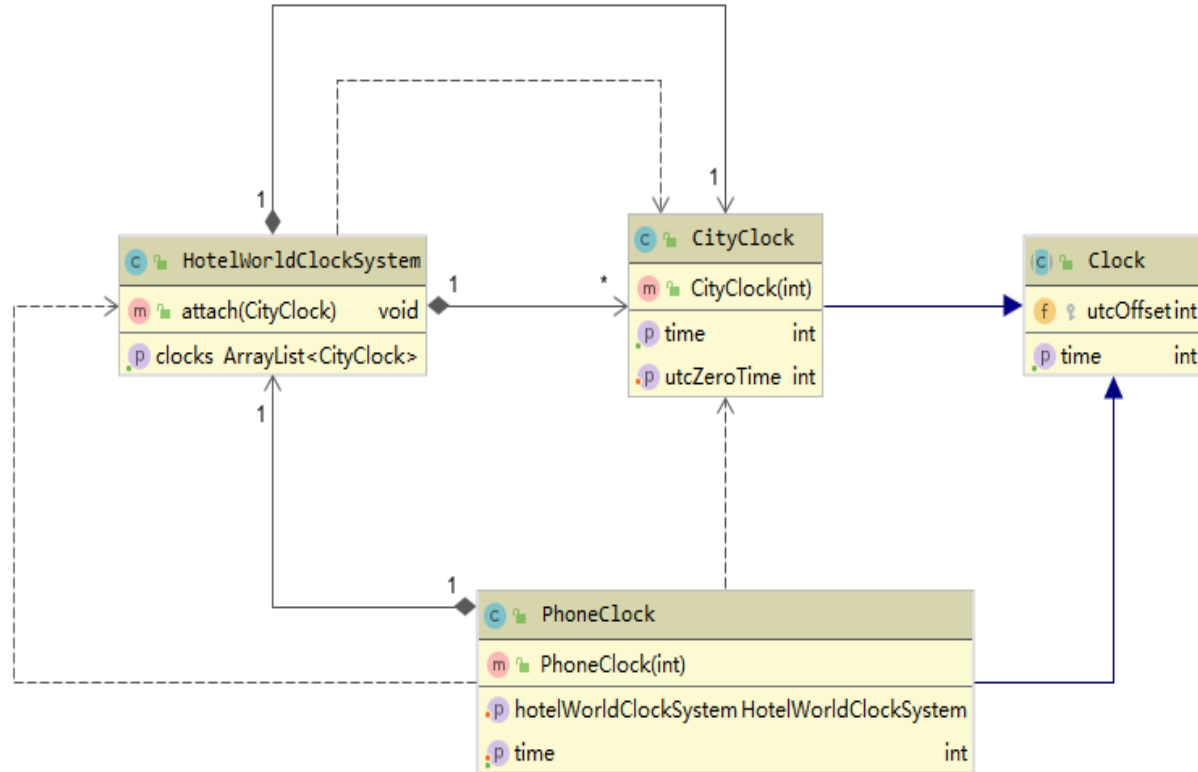 1
1
HotelWorldClockSystem
attach(CityClock) void
clocks ArrayList<CityClock>
1
*
1
CityClock
CityClock(int)
time int
utcZeroTime int
Clock
utcOffset int
time int
1
PhoneClock
PhoneClock(int)
hotelWorldClockSystem HotelWorldClockSystem
time int